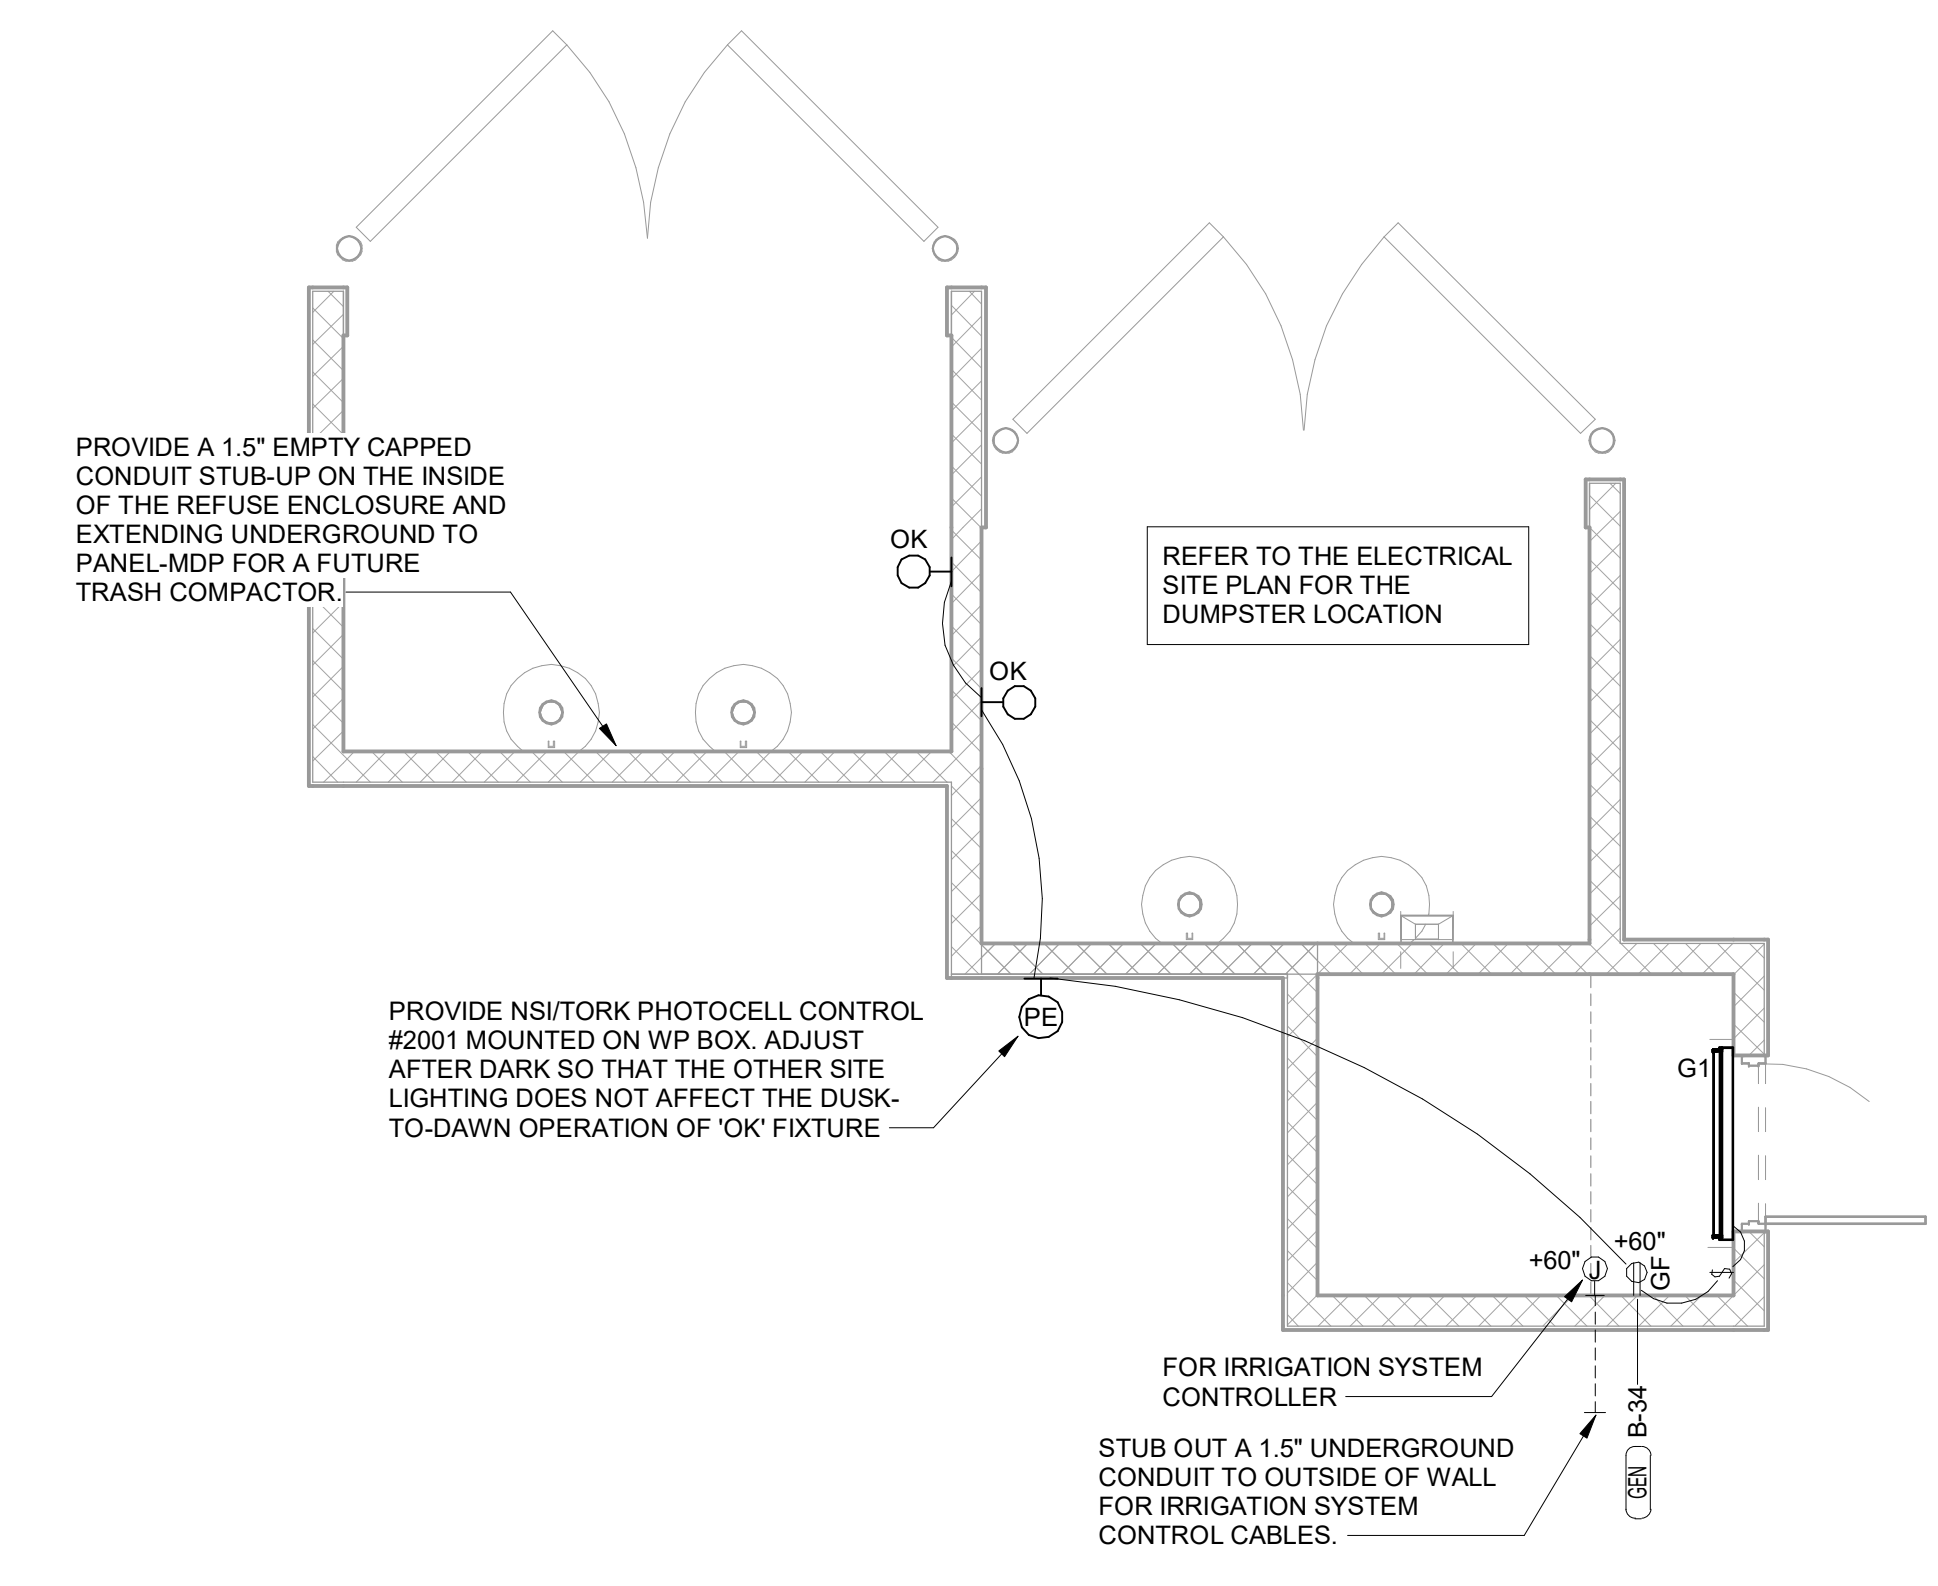 PROVIDE A 1.5" EMPTY CAPPED
CONDUIT STUB-UP ON THE INSIDE
OF THE REFUSE ENCLOSURE AND
EXTENDING UNDERGROUND TO
PANEL-MDP FOR A FUTURE
TRASH COMPACTOR.
OK
OK
REFER TO THE ELECTRICAL
SITE PLAN FOR THE
DUMPSTER LOCATION
PROVIDE NSI/TORK PHOTOCELL CONTROL
#2001 MOUNTED ON WP BOX. ADJUST
AFTER DARK SO THAT THE OTHER SITE
LIGHTING DOES NOT AFFECT THE DUSK-
TO-DAWN OPERATION OF 'OK' FIXTURE
PE
G1
+60"
J
+60"
GF
$
FOR IRRIGATION SYSTEM
CONTROLLER
STUB OUT A 1.5" UNDERGROUND
CONDUIT TO OUTSIDE OF WALL
FOR IRRIGATION SYSTEM
CONTROL CABLES.
B-34
GEN